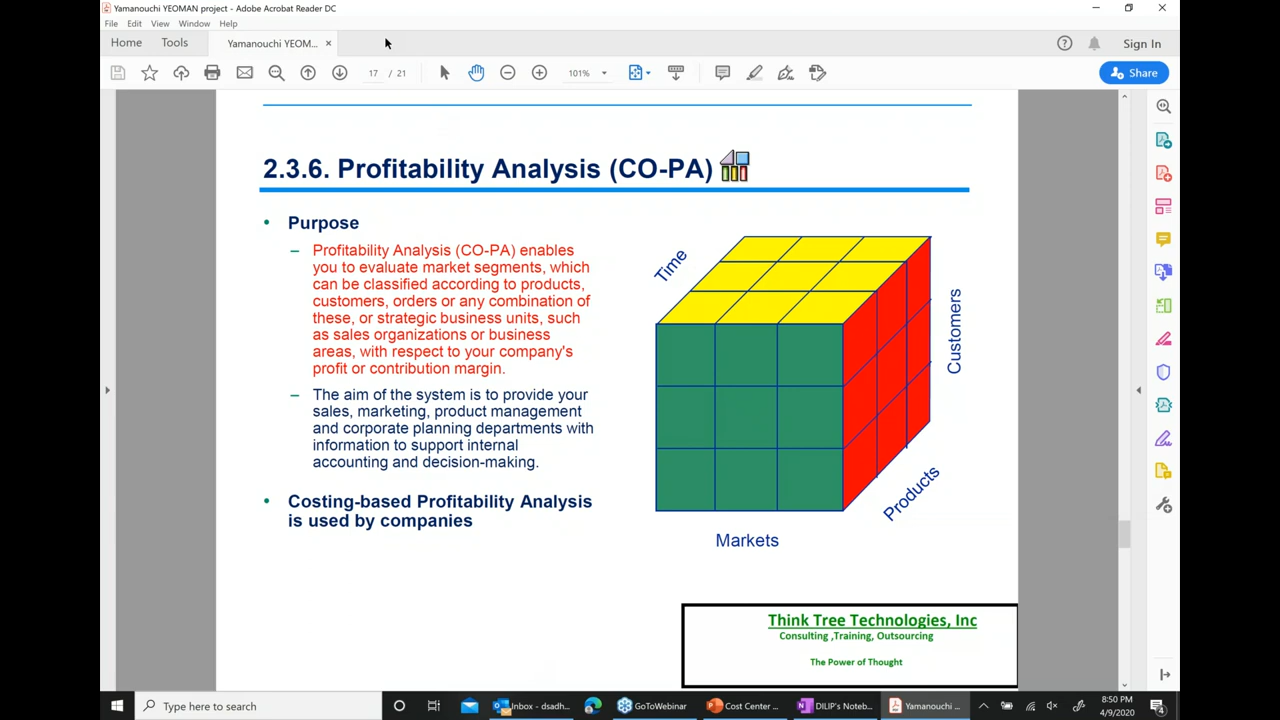 Yamanouchi YEOMAN project - Adobe Acrobat Reader DC
File Edit View Window Help
Home Tools Yamanouchi YEOM... × Sign In
17 / 21 101% Share
2.3.6. Profitability Analysis (CO-PA)
• Purpose
– Profitability Analysis (CO-PA) enables
you to evaluate market segments, which
can be classified according to products,
customers, orders or any combination of
these, or strategic business units, such
as sales organizations or business
areas, with respect to your company's
profit or contribution margin.
– The aim of the system is to provide your
sales, marketing, product management
and corporate planning departments with
information to support internal
accounting and decision-making.
• Costing-based Profitability Analysis
is used by companies
Time
Customers
Products
Markets
Think Tree Technologies, Inc
Consulting ,Training, Outsourcing
The Power of Thought
Type here to search
Inbox - dsadh...
GoToWebinar
Cost Center ...
DILIP's Noteb...
Yamanouchi ...
8:50 PM
4/9/2020
4